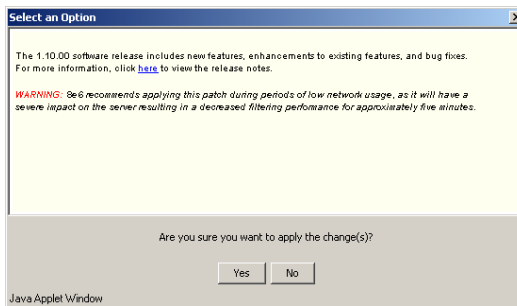 Select an Option
The 1.10.00 software release includes new features, enhancements to existing features, and bug fixes.
For more information, click here to view the release notes.
WARNING: 8e6 recommends applying this patch during periods of low network usage, as it will have a
severe impact on the server resulting in a decreased filtering performance for approximately five minutes.
Are you sure you want to apply the change(s)?
Yes No
Java Applet Window